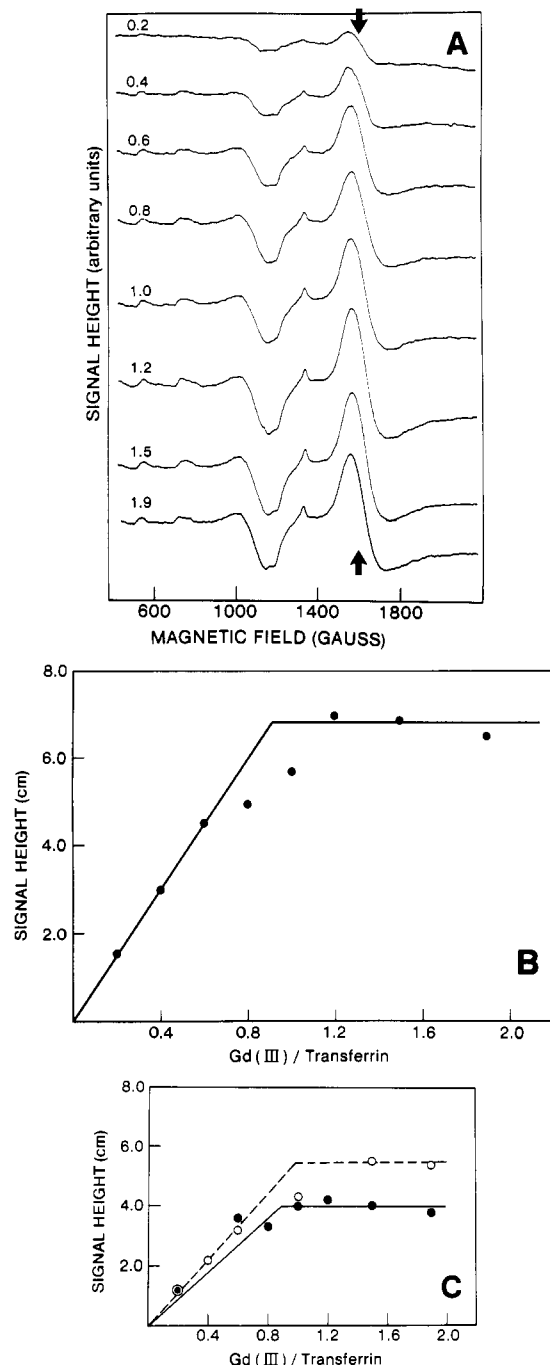 A
0.2
0.4
0.6
0.8
1.0
1.2
1.5
1.9
SIGNAL HEIGHT (arbitrary units)
600 1000 1400 1800
MAGNETIC FIELD (GAUSS)
8.0
6.0
4.0
2.0
SIGNAL HEIGHT (cm)
B
0.4 0.8 1.2 1.6 2.0
Gd (III) / Transferrin
8.0
6.0
4.0
2.0
SIGNAL HEIGHT (cm)
C
0.4 0.8 1.2 1.6 2.0
Gd (III) / Transferrin